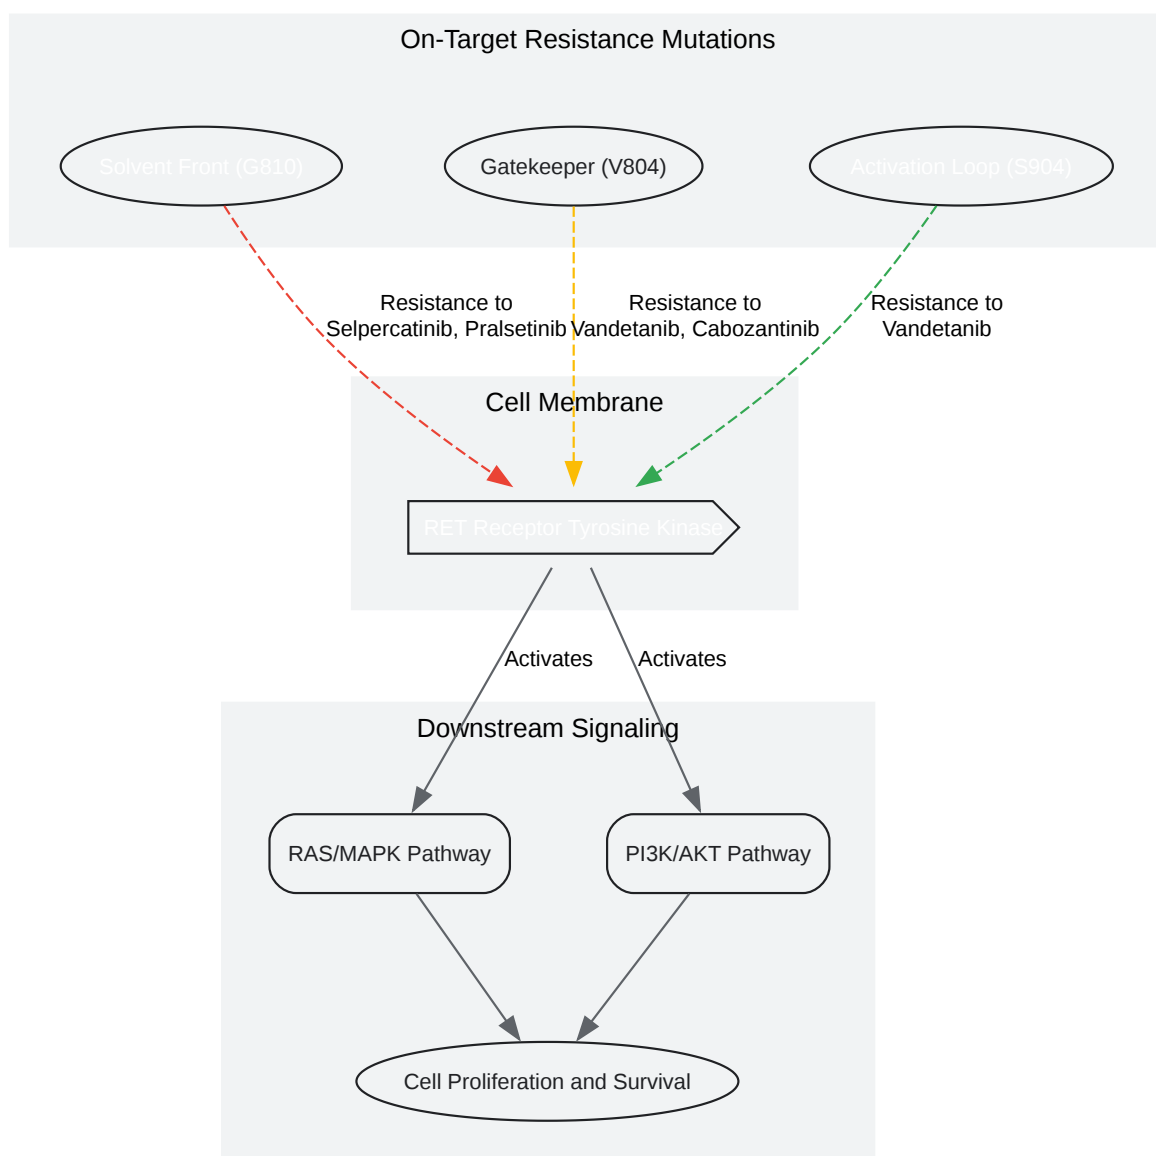 On-Target Resistance Mutations
Solvent Front (G810)
Gatekeeper (V804)
Activation Loop (S904)
Resistance to
Selpercatinib, Pralsetinib
Resistance to
Vandetanib, Cabozantinib
Resistance to
Vandetanib
Cell Membrane
RET Receptor Tyrosine Kinase
Activates
Activates
Downstream Signaling
RAS/MAPK Pathway
PI3K/AKT Pathway
Cell Proliferation and Survival